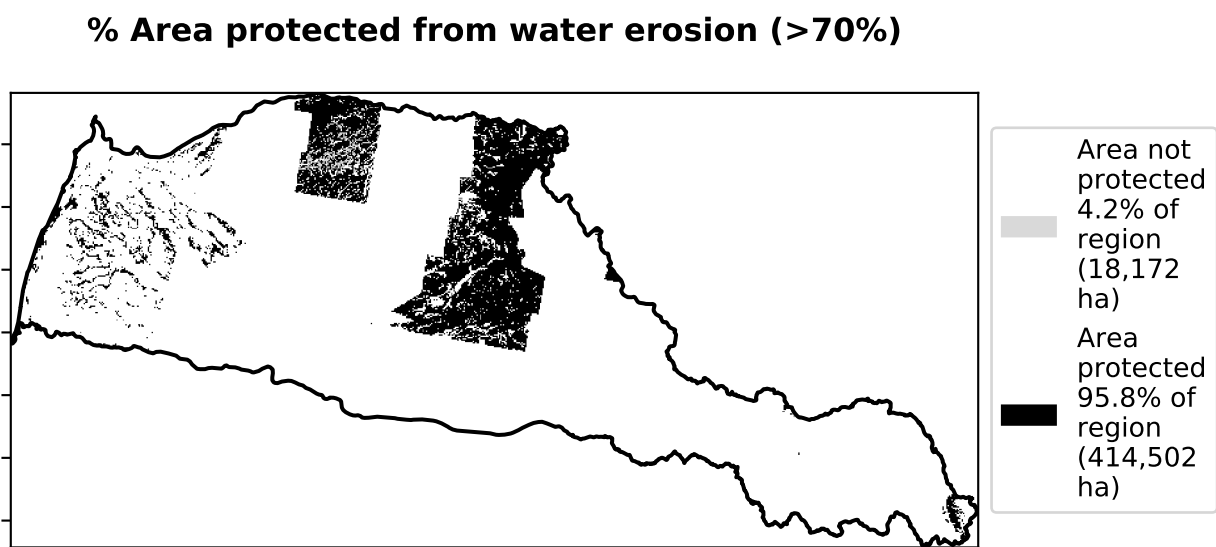 % Area protected from water erosion (>70%)
Area not
protected
4.2% of
region
(18,172
ha)
Area
protected
95.8% of
region
(414,502
ha)